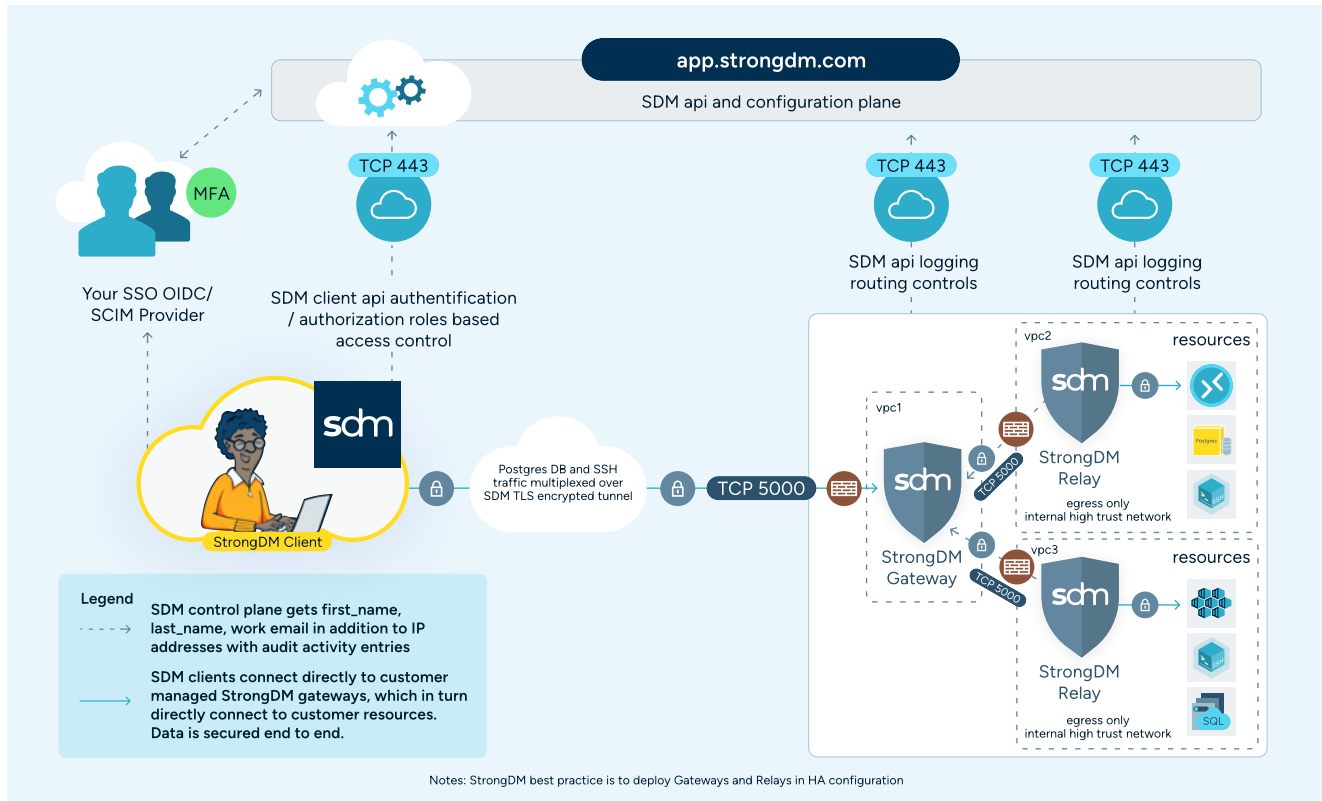 app.strongdm.com
SDM api and configuration plane
TCP 443
TCP 443
TCP 443
MFA
SDM api logging
routing controls
SDM api logging
routing controls
Your SSO OIDC/
SCIM Provider
SDM client api authentification
/ authorization roles based
access control
sdm
StrongDM Client
Postgres DB and SSH
traffic multiplexed over
SDM TLS encrypted tunnel
TCP 5000
vpc1
sdm
StrongDM
Gateway
TCP 5000
TCP 5000
vpc2
sdm
StrongDM
Relay
egress only
internal high trust network
resources
Postgres
SSH
vpc3
sdm
StrongDM
Relay
egress only
internal high trust network
resources
SSH
SQL
Legend
SDM control plane gets first_name,
last_name, work email in addition to IP
addresses with audit activity entries
SDM clients connect directly to customer
managed StrongDM gateways, which in turn
directly connect to customer resources.
Data is secured end to end.
Notes: StrongDM best practice is to deploy Gateways and Relays in HA configuration